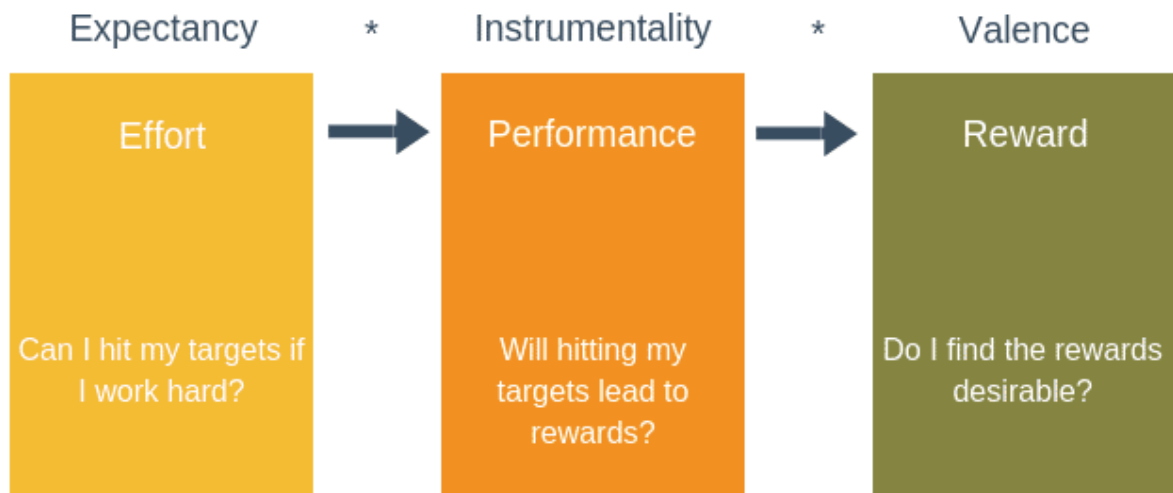 Expectancy * Instrumentality * Valence
Effort
Performance
Reward
Can I hit my targets if
I work hard?
Will hitting my
targets lead to
rewards?
Do I find the rewards
desirable?